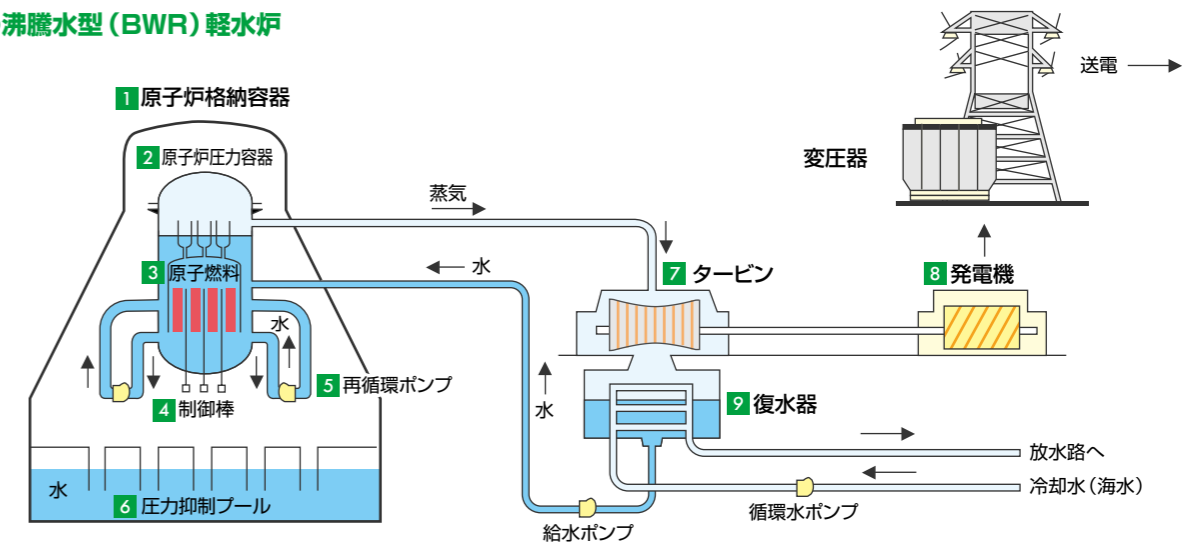 沸騰水型(BWR)軽水炉
送電
1 原子炉格納容器
2 原子炉圧力容器
変圧器
蒸気
水
3 原子燃料
7 タービン
8 発電機
水
5 再循環ポンプ
4 制御棒
水
9 復水器
放水路へ
水
6 圧力抑制プール
冷却水(海水)
循環水ポンプ
給水ポンプ